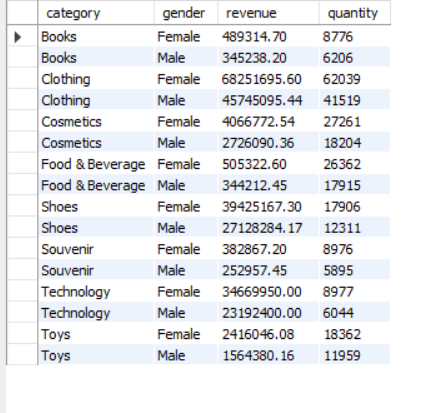 category gender revenue quantity
Books Female 489314.70 8776
Books Male 345238.20 6206
Clothing Female 68251695.60 62039
Clothing Male 45745095.44 41519
Cosmetics Female 4066772.54 27261
Cosmetics Male 2726090.36 18204
Food & Beverage Female 505322.60 26362
Food & Beverage Male 344212.45 17915
Shoes Female 39425167.30 17906
Shoes Male 27128284.17 12311
Souvenir Female 382867.20 8976
Souvenir Male 252957.45 5895
Technology Female 34669950.00 8977
Technology Male 23192400.00 6044
Toys Female 2416046.08 18362
Toys Male 1564380.16 11959